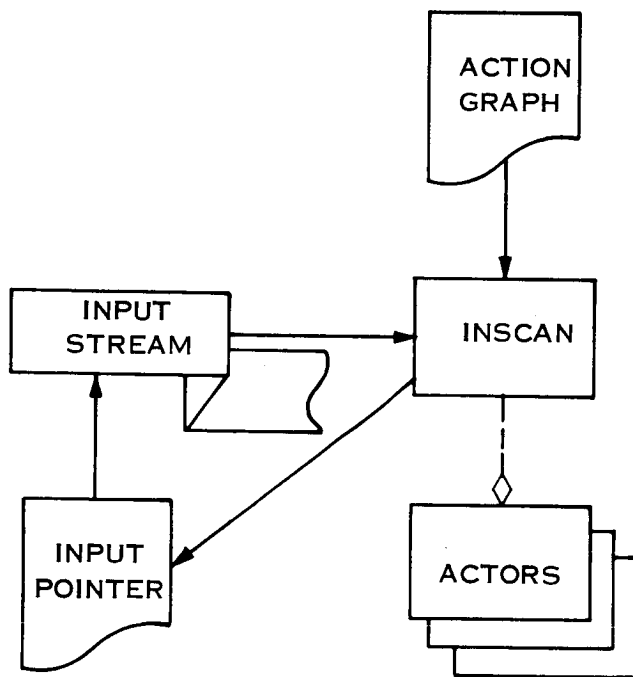 ACTION
GRAPH
INPUT
STREAM
INSCAN
INPUT
POINTER
ACTORS